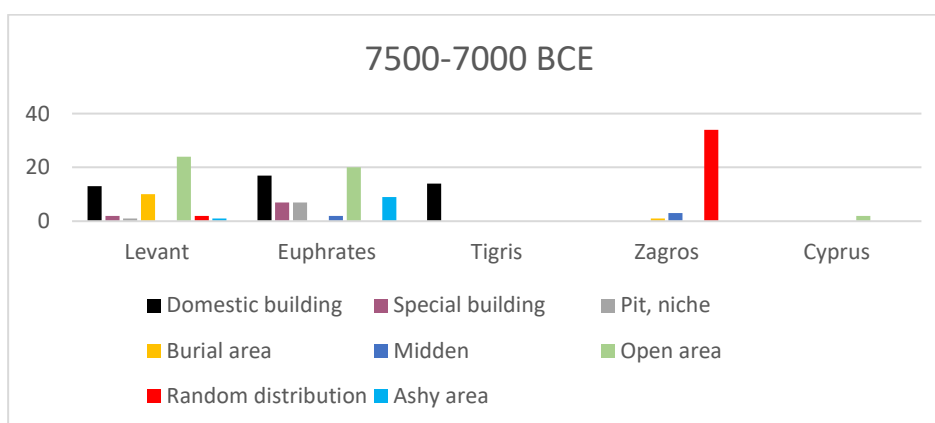 7500-7000 BCE
40
20
0
Levant Euphrates Tigris Zagros Cyprus
Domestic building Special building Pit, niche
Burial area Midden Open area
Random distribution Ashy area